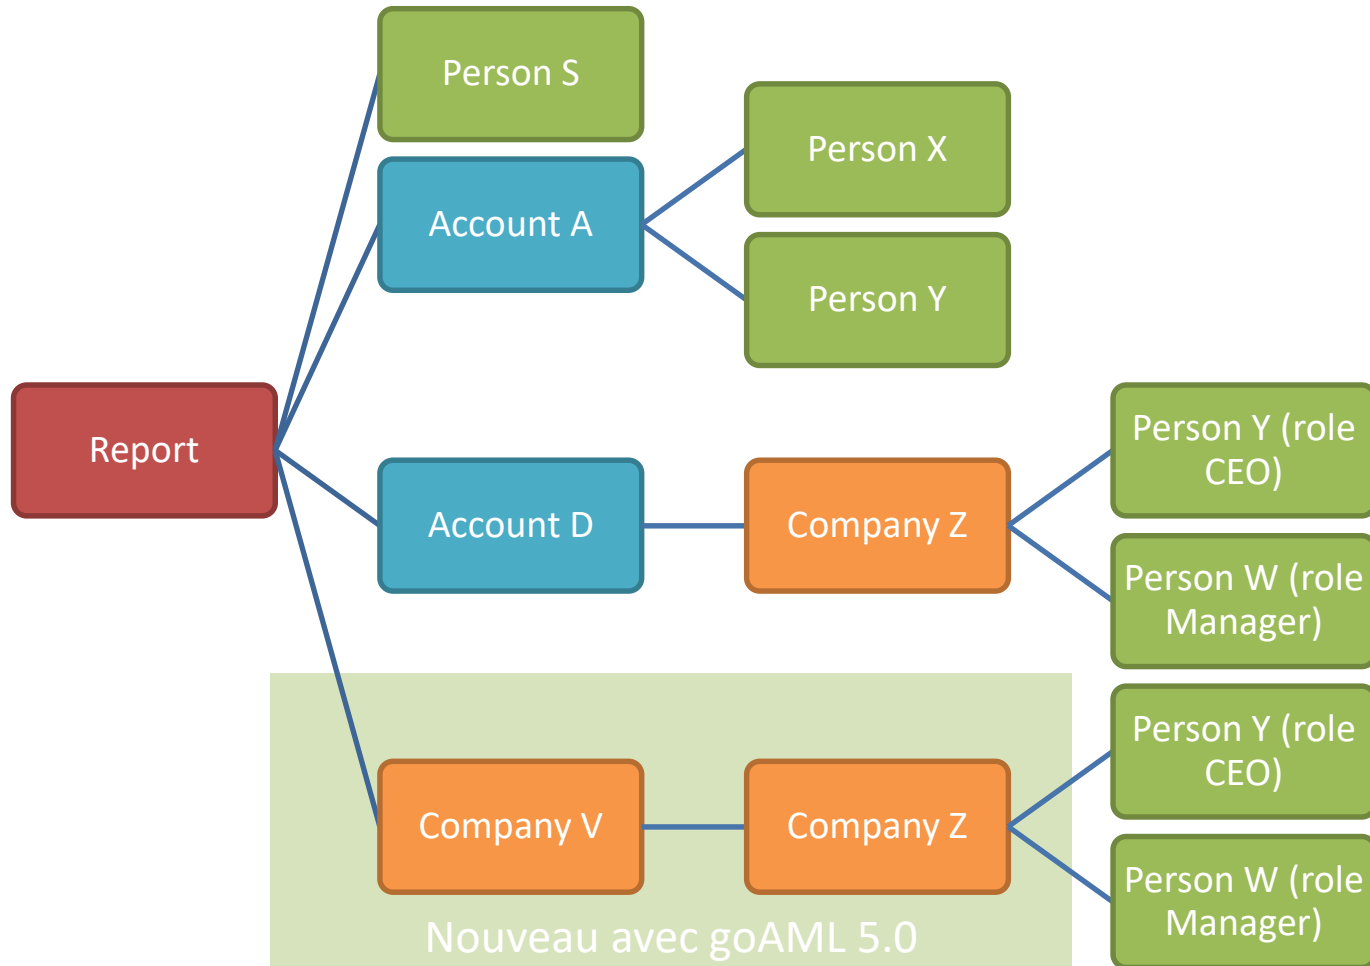 Person S
Person X
Account A
Person Y
Report
Person Y (role
CEO)
Account D
Company Z
Person W (role
Manager)
Person Y (role
CEO)
Company V
Company Z
Person W (role
Manager)
Nouveau avec goAML 5.0